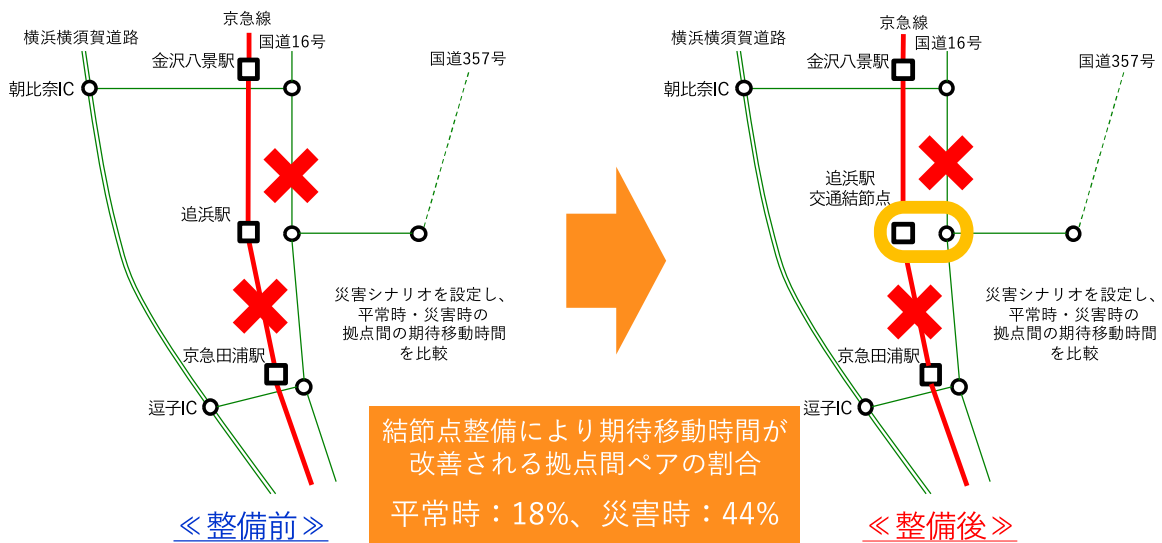 京急線
横浜横須賀道路
国道16号
金沢八景駅
国道357号
朝比奈IC
追浜駅
災害シナリオを設定し、
平常時・災害時の
拠点間の期待移動時間
を比較
京急田浦駅
逗子IC
≪整備前≫
京急線
横浜横須賀道路
国道16号
金沢八景駅
国道357号
朝比奈IC
追浜駅
交通結節点
災害シナリオを設定し、
平常時・災害時の
拠点間の期待移動時間
を比較
京急田浦駅
逗子IC
≪整備後≫
結節点整備により期待移動時間が
改善される拠点間ペアの割合
平常時：18%、災害時：44%